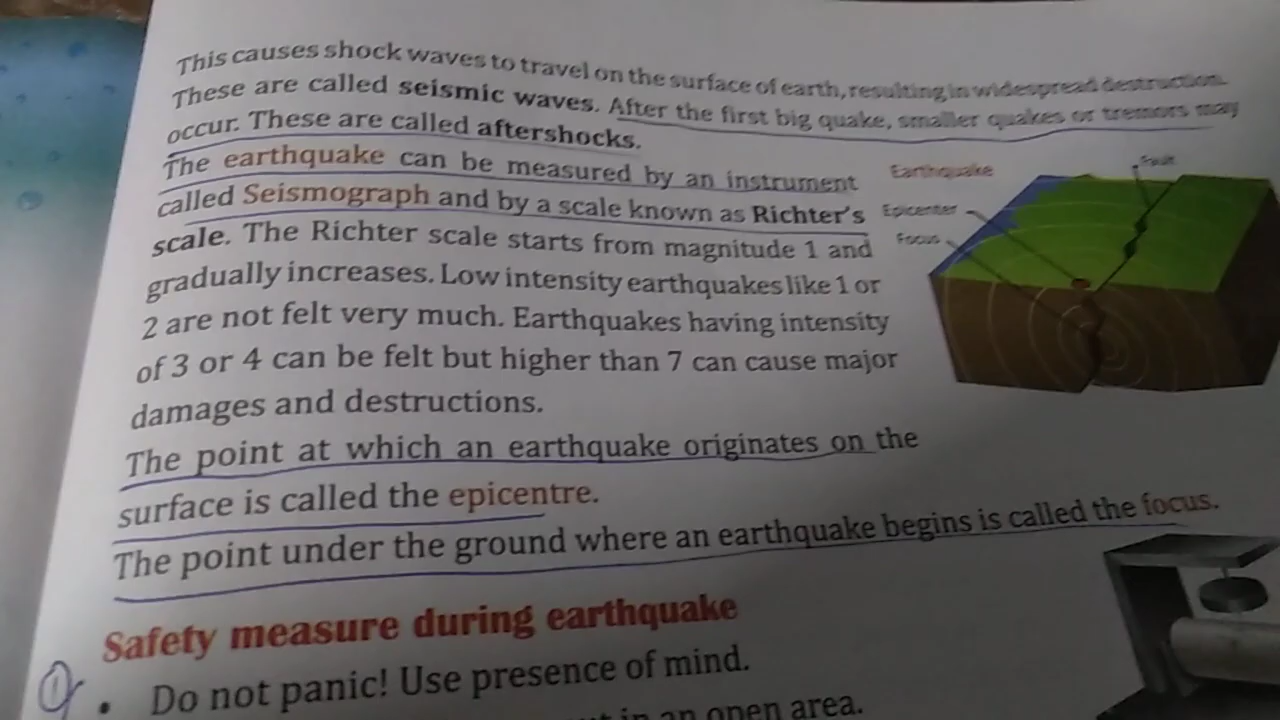 This causes shock waves to travel on the surface of earth, resulting in widespread destruction.
These are called seismic waves. After the first big quake, smaller quakes or tremors may
occur. These are called aftershocks.
The earthquake can be measured by an instrument
called Seismograph and by a scale known as Richter's
scale. The Richter scale starts from magnitude 1 and
gradually increases. Low intensity earthquakes like 1 or
2 are not felt very much. Earthquakes having intensity
of 3 or 4 can be felt but higher than 7 can cause major
damages and destructions.
Earthquake
Fault
Epicenter
Focus
The point at which an earthquake originates on the
surface is called the epicentre.
The point under the ground where an earthquake begins is called the focus.
Safety measure during earthquake
• Do not panic! Use presence of mind.
in an open area.